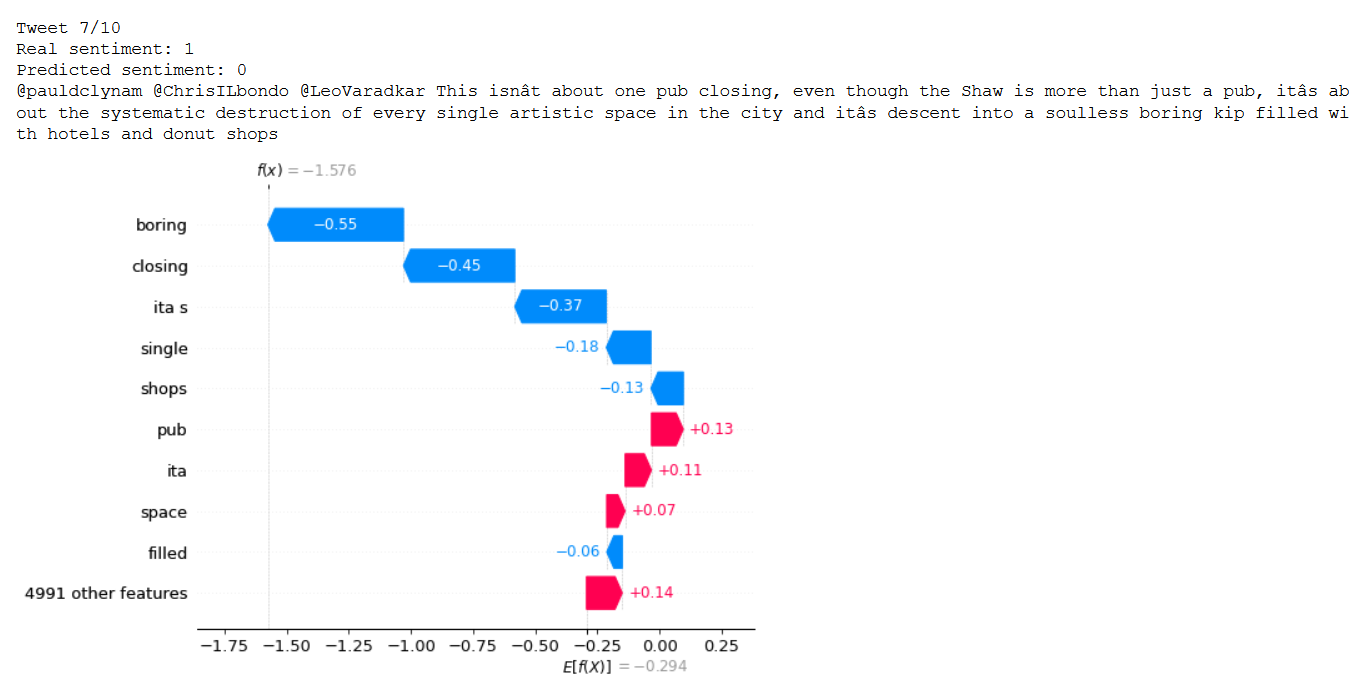 Tweet 7/10
Real sentiment: 1
Predicted sentiment: 0
@pauldclynam @ChrisILbondo @LeoVaradkar This isnât about one pub closing, even though the Shaw is more than just a pub, itâs ab
out the systematic destruction of every single artistic space in the city and itâs descent into a soulless boring kip filled wi
th hotels and donut shops
f(x) = −1.576
boring −0.55
closing −0.45
ita s −0.37
single −0.18
shops −0.13
pub +0.13
ita +0.11
space +0.07
filled −0.06
4991 other features +0.14
−1.75 −1.50 −1.25 −1.00 −0.75 −0.50 −0.25 0.00 0.25
E[f(X)] = −0.294